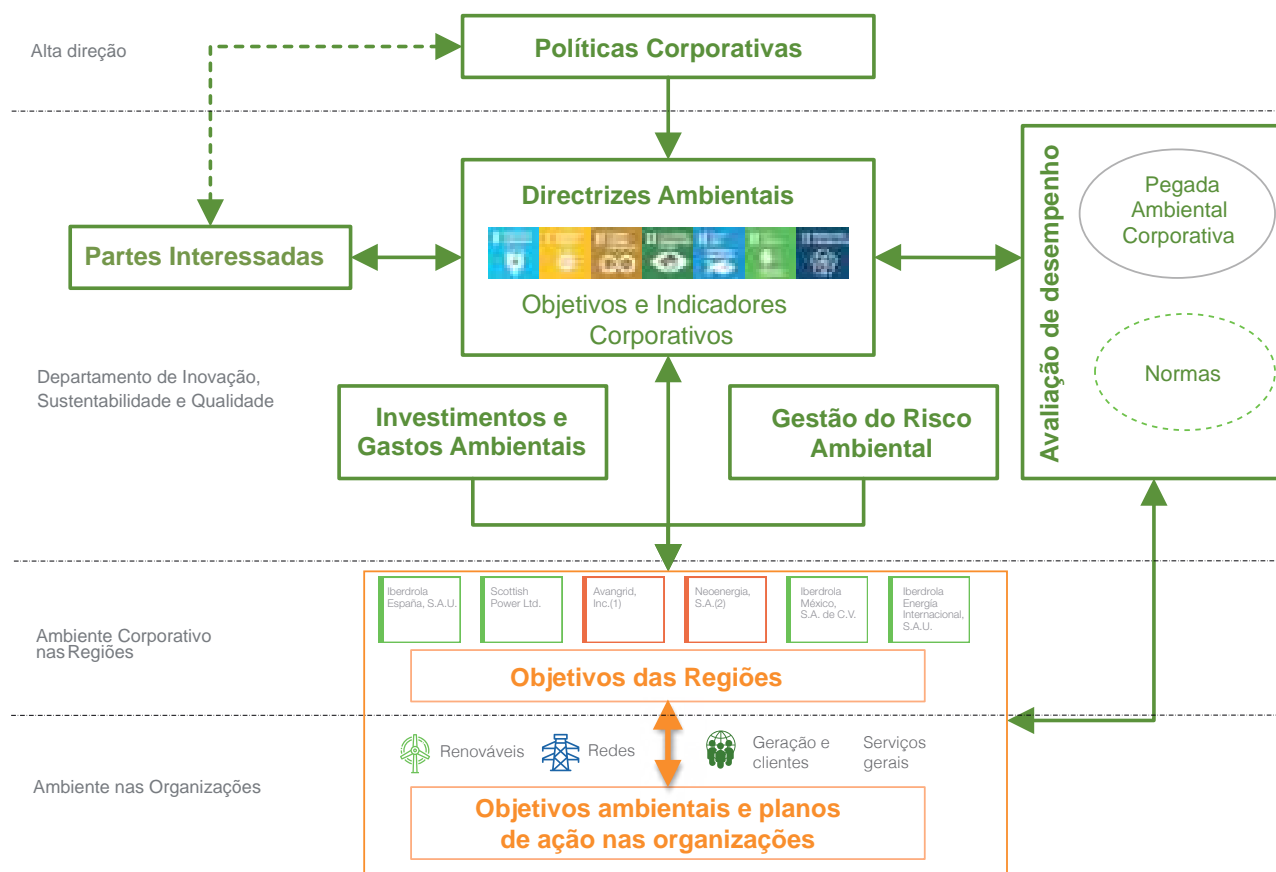 Alta direção
Políticas Corporativas
Directrizes Ambientais
Objetivos e Indicadores
Corporativos
Partes Interessadas
Avaliação de desempenho
Pegada
Ambiental
Corporativa
Normas
Departamento de Inovação,
Sustentabilidade e Qualidade
Investimentos e
Gastos Ambientais
Gestão do Risco
Ambiental
Ambiente Corporativo
nas Regiões
Iberdrola
España, S.A.U.
Scottish
Power Ltd.
Avangrid,
Inc.(1)
Neoenergia,
S.A.(2)
Iberdrola
México,
S.A. de C.V.
Iberdrola
Energía
Internacional,
S.A.U.
Objetivos das Regiões
Ambiente nas Organizações
Renováveis
Redes
Geração e
clientes
Serviços
gerais
Objetivos ambientais e planos
de ação nas organizações